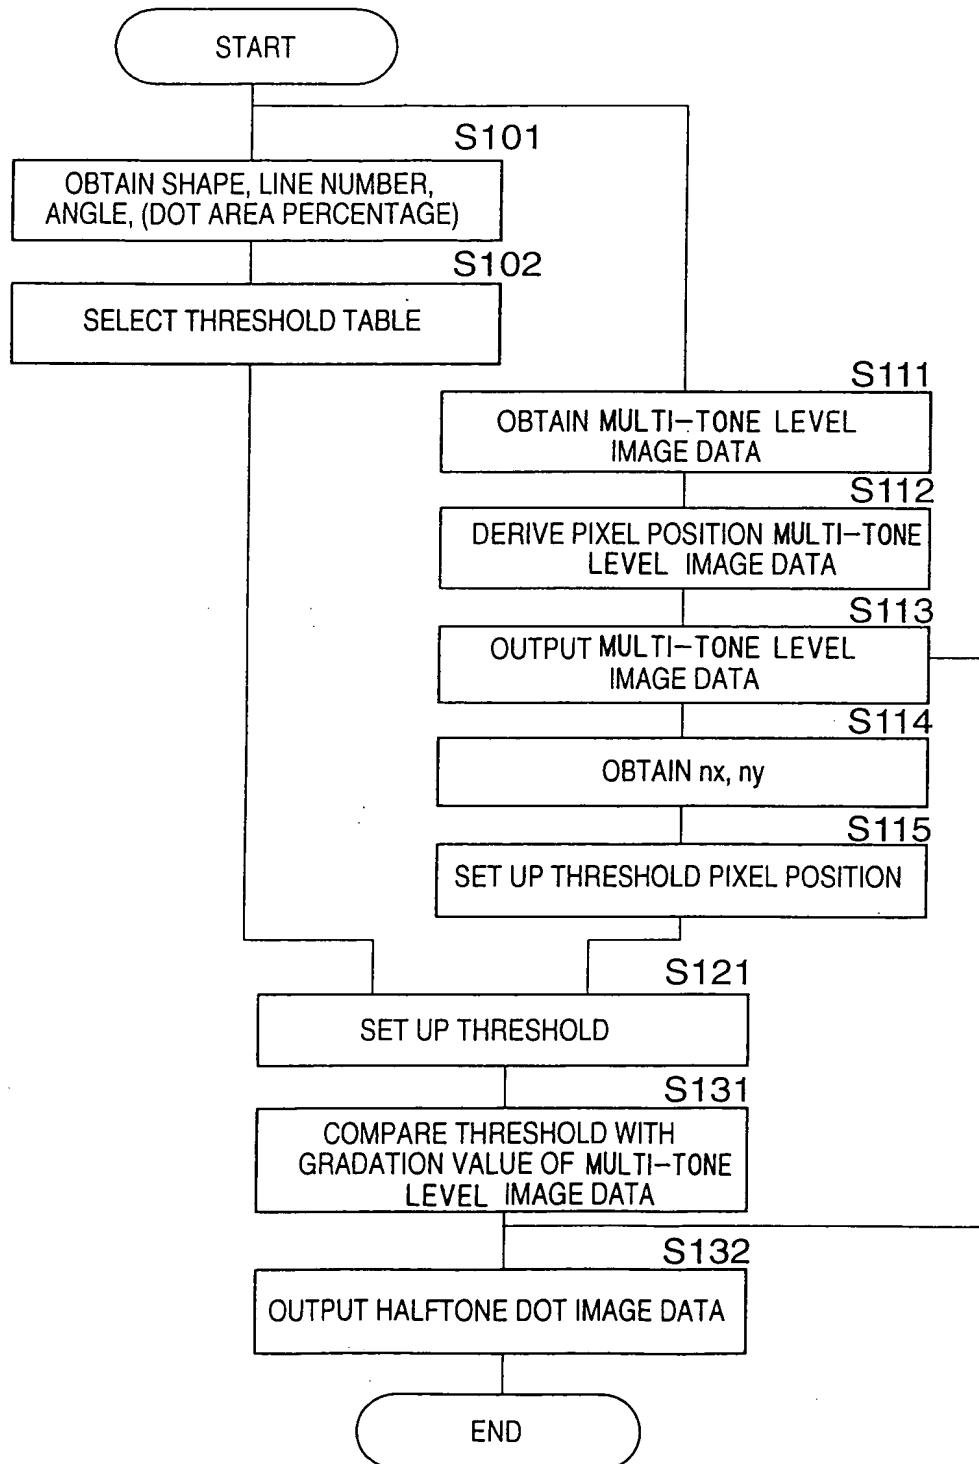 START
S101
OBTAIN SHAPE, LINE NUMBER,
ANGLE, (DOT AREA PERCENTAGE)
S102
SELECT THRESHOLD TABLE
S111
OBTAIN MULTI-TONE LEVEL
IMAGE DATA
S112
DERIVE PIXEL POSITION MULTI-TONE
LEVEL IMAGE DATA
S113
OUTPUT MULTI-TONE LEVEL
IMAGE DATA
S114
OBTAIN nx, ny
S115
SET UP THRESHOLD PIXEL POSITION
S121
SET UP THRESHOLD
S131
COMPARE THRESHOLD WITH
GRADATION VALUE OF MULTI-TONE
LEVEL IMAGE DATA
S132
OUTPUT HALFTONE DOT IMAGE DATA
END